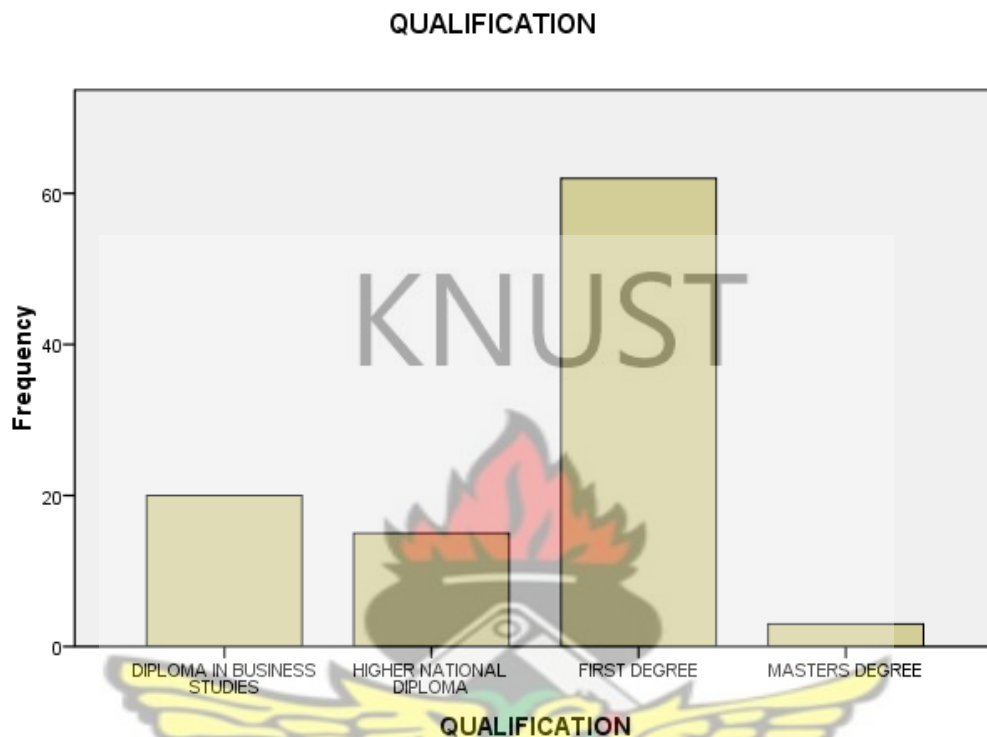 QUALIFICATION
60
40
20
0
Frequency
KNUST
DIPLOMA IN BUSINESS
STUDIES
HIGHER NATIONAL
DIPLOMA
FIRST DEGREE
MASTERS DEGREE
QUALIFICATION